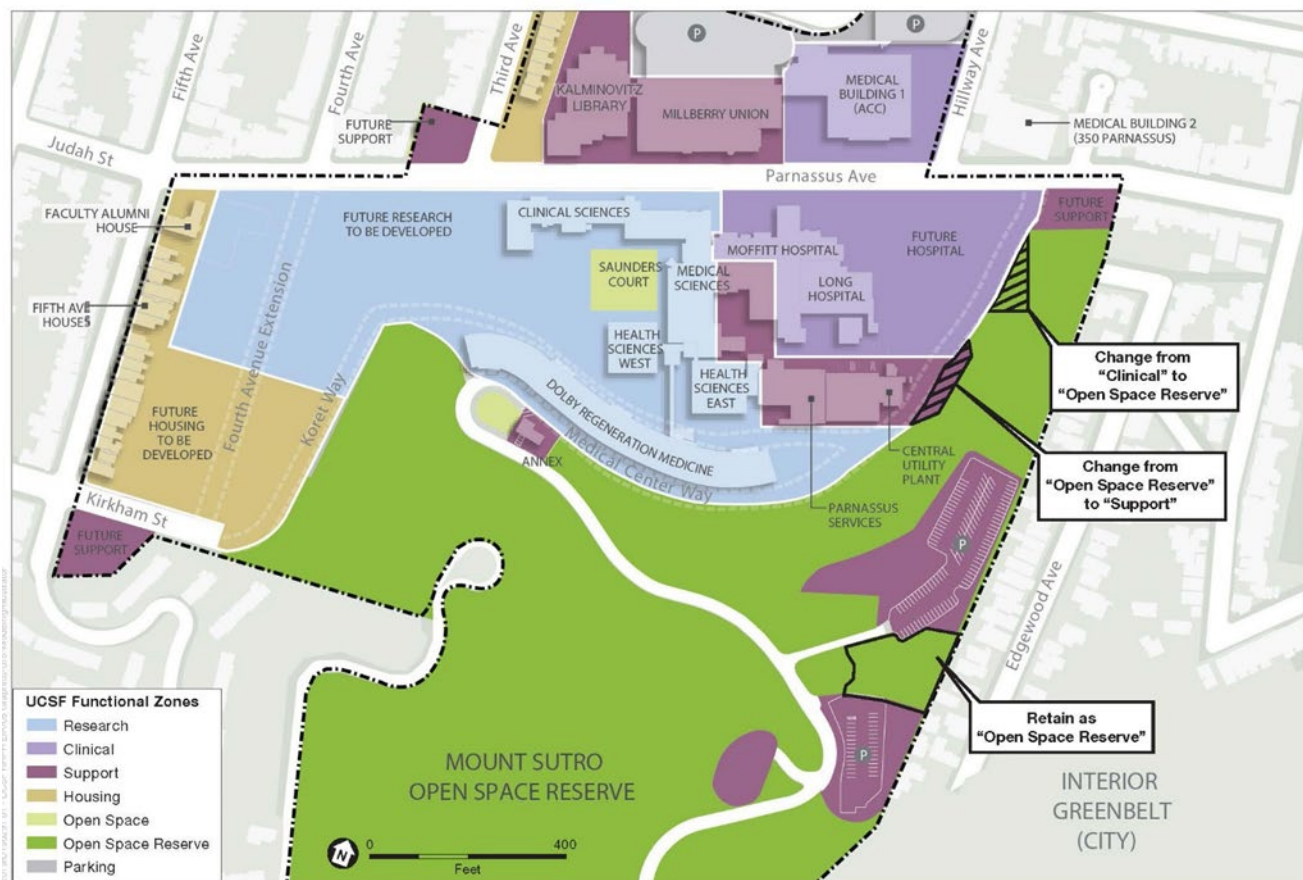 Fifth Ave
Fourth Ave
Third Ave
Hillway Ave
Judah St
FUTURE
SUPPORT
KALMINOVITZ
LIBRARY
MILLBERRY UNION
P
P
MEDICAL
BUILDING 1
(ACC)
MEDICAL BUILDING 2
(350 PARNASSUS)
Parnassus Ave
FACULTY ALUMNI
HOUSE
FIFTH AVE
HOUSES
FUTURE RESEARCH
TO BE DEVELOPED
CLINICAL SCIENCES
SAUNDERS
COURT
MEDICAL
SCIENCES
MOFFITT HOSPITAL
LONG
HOSPITAL
FUTURE
HOSPITAL
FUTURE
SUPPORT
HEALTH
SCIENCES
WEST
HEALTH
SCIENCES
EAST
Fourth Avenue Extension
Koret Way
FUTURE
HOUSING
TO BE
DEVELOPED
DOLBY REGENERATION MEDICINE
Medical Center Way
ANNEX
CENTRAL
UTILITY
PLANT
PARNASSUS
SERVICES
Change from
"Clinical" to
"Open Space Reserve"
Change from
"Open Space Reserve"
to "Support"
Kirkham St
FUTURE
SUPPORT
P
Edgewood Ave
Retain as
"Open Space Reserve"
P
MOUNT SUTRO
OPEN SPACE RESERVE
INTERIOR
GREENBELT
(CITY)
UCSF Functional Zones
Research
Clinical
Support
Housing
Open Space
Open Space Reserve
Parking
N
0 400
Feet